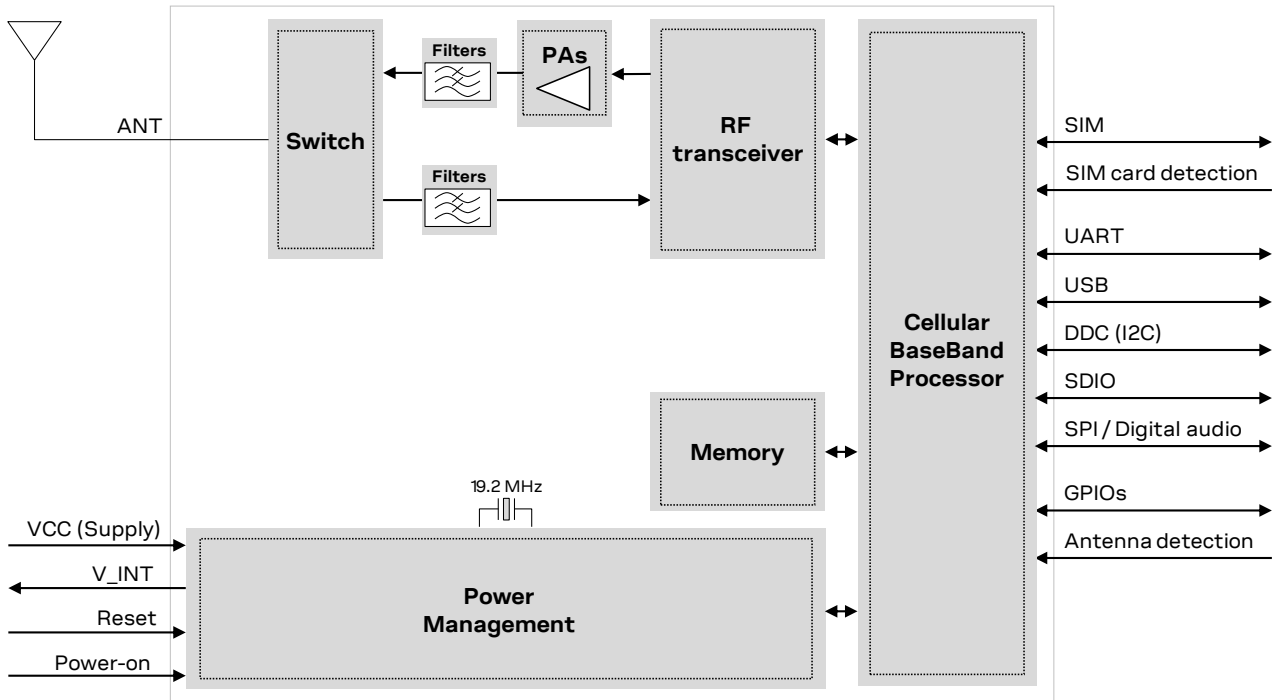 Filters
PAs
ANT
Switch
RF
transceiver
Filters
SIM
SIM card detection
UART
USB
DDC (I2C)
SDIO
SPI / Digital audio
GPIOs
Antenna detection
Cellular
BaseBand
Processor
Memory
19.2 MHz
VCC (Supply)
V_INT
Reset
Power-on
Power
Management